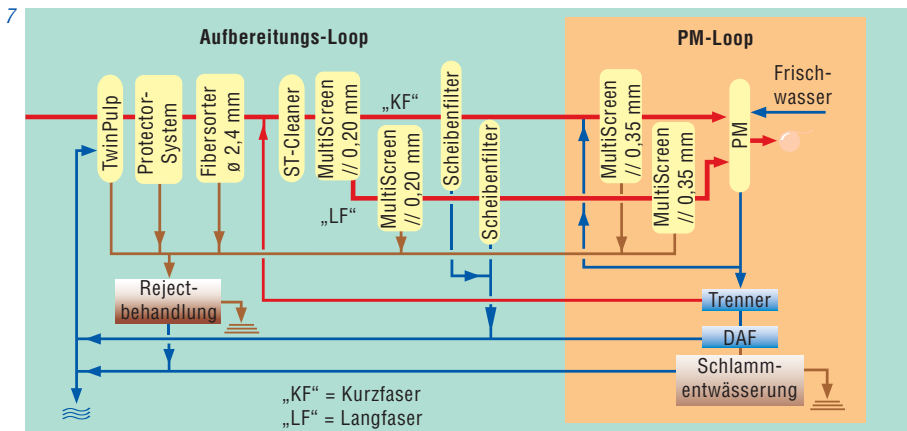 7
Aufbereitungs-Loop
PM-Loop
TwinPulp
Protector-
System
Fibersorter
ø 2,4 mm
ST-Cleaner
MultiScreen
// 0,20 mm
„KF“
„LF“
MultiScreen
// 0,20 mm
Scheibenfilter
Scheibenfilter
MultiScreen
// 0,35 mm
MultiScreen
// 0,35 mm
PM
Frisch-
wasser
Reject-
behandlung
Trenner
DAF
Schlamm-
entwässerung
„KF“ = Kurzfaser
„LF“ = Langfaser